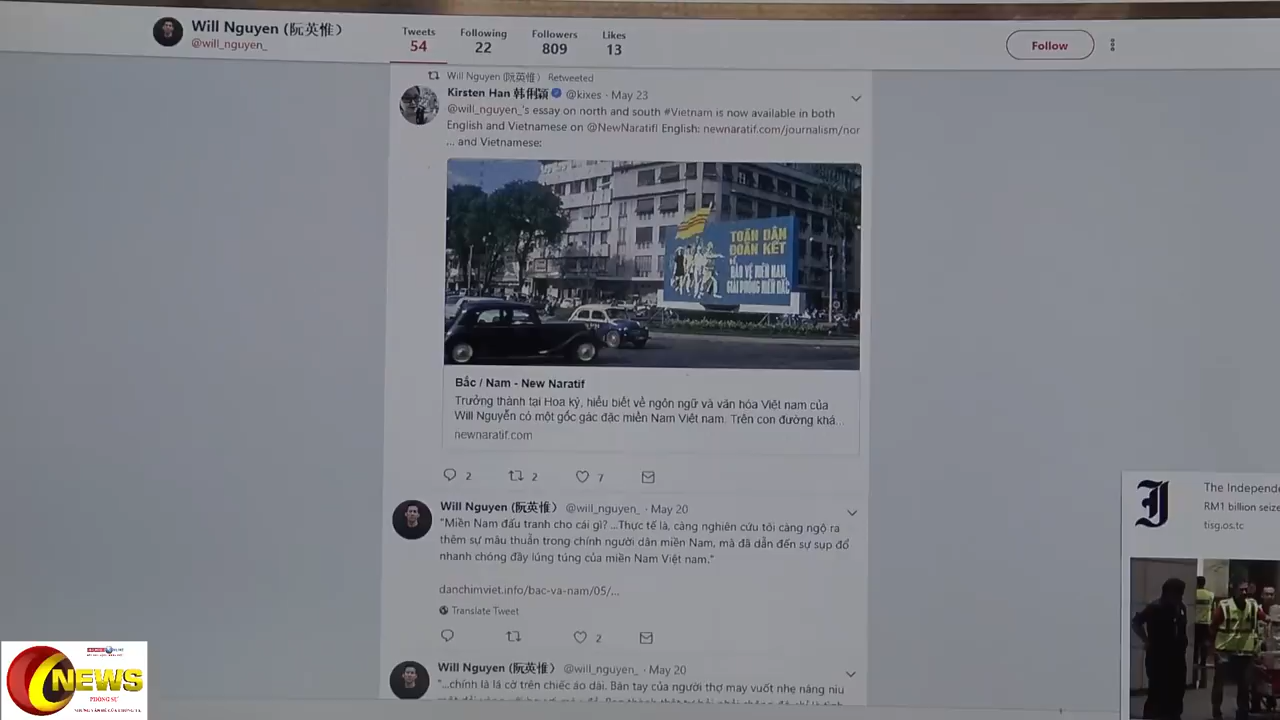 Will Nguyen (阮英惟)
@will_nguyen_
Tweets
54
Following
22
Followers
809
Likes
13
Follow
Will Nguyen (阮英惟) Retweeted
Kirsten Han 韩俐颖 @kixes · May 23
@will_nguyen_'s essay on north and south #Vietnam is now available in both
English and Vietnamese on @NewNaratif! English: newnaratif.com/journalism/nor
... and Vietnamese:
TOÀN DÂN
ĐOÀN KẾT
BẢO VỆ MIỀN NAM
GIẢI PHÓNG MIỀN BẮC
Bắc / Nam - New Naratif
Trưởng thành tại Hoa kỳ, hiểu biết về ngôn ngữ và văn hóa Việt nam của
Will Nguyễn có một gốc gác đặc miền Nam Việt nam. Trên con đường khá...
newnaratif.com
2
2
7
Will Nguyen (阮英惟) @will_nguyen_ · May 20
"Miền Nam đấu tranh cho cái gì? ...Thực tế là, càng nghiên cứu tôi càng ngộ ra
thêm sự mâu thuẫn trong chính người dân miền Nam, mà đã dẫn đến sự sụp đổ
nhanh chóng đầy lúng túng của miền Nam Việt nam."
danchimviet.info/bac-va-nam/05/...
Translate Tweet
2
Will Nguyen (阮英惟) @will_nguyen_ · May 20
"...chính là lá cờ trên chiếc áo dài. Bàn tay của người thợ may vuốt nhẹ nâng niu
The Independe
RM1 billion seize
tisg.os.tc
NEWS
PHÓNG SỰ